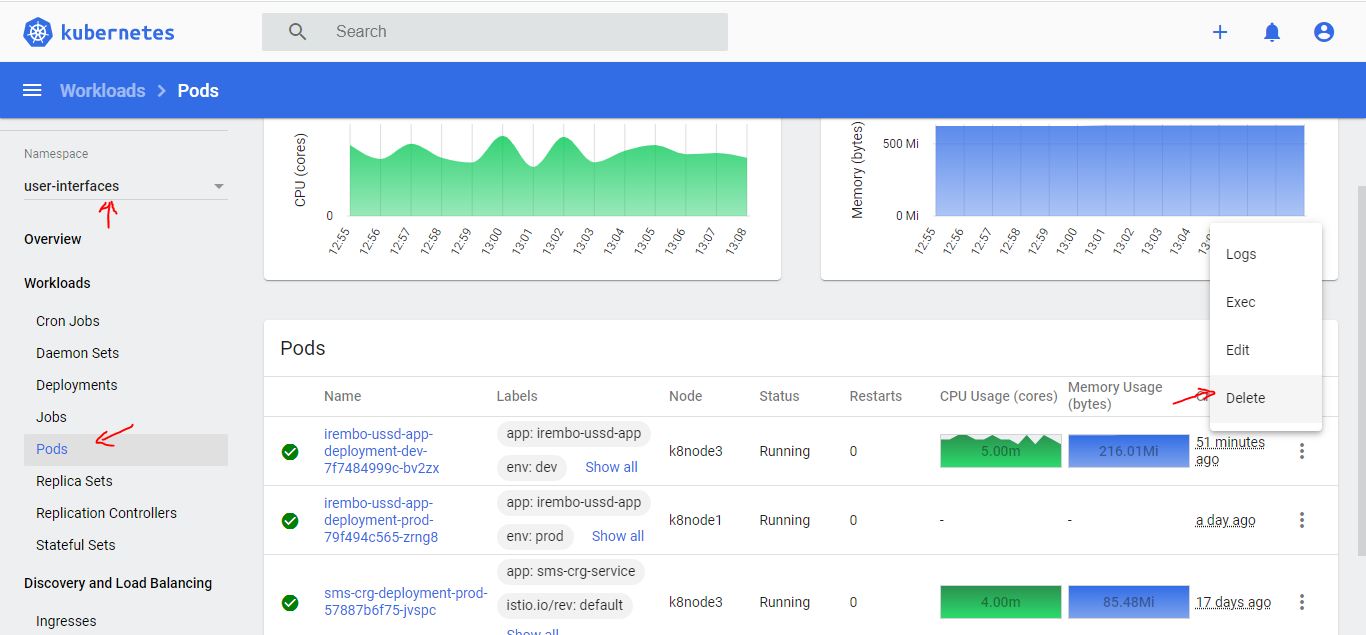 kubernetes
Search
Workloads > Pods
Namespace
user-interfaces
Overview
Workloads
Cron Jobs
Daemon Sets
Deployments
Jobs
Pods
Replica Sets
Replication Controllers
Stateful Sets
Discovery and Load Balancing
Ingresses
CPU (cores)
0
12:55 12:56 12:57 12:58 12:59 13:00 13:01 13:02 13:03 13:04 13:05 13:06 13:07 13:08
Memory (bytes)
500 Mi
0 Mi
12:55 12:56 12:57 12:58 12:59 13:00 13:01 13:02 13:03 13:04
Logs
Exec
Edit
Delete
Pods
Name Labels Node Status Restarts CPU Usage (cores) Memory Usage
(bytes)
irembo-ussd-app-
deployment-dev-
7f7484999c-bv2zx
app: irembo-ussd-app
env: dev Show all
k8node3 Running 0 5.00m 216.01Mi 51 minutes
ago
irembo-ussd-app-
deployment-prod-
79f494c565-zrng8
app: irembo-ussd-app
env: prod Show all
k8node1 Running 0 - - a day ago
sms-crg-deployment-prod-
57887b6f75-jvspc
app: sms-crg-service
istio.io/rev: default
Show all
k8node3 Running 0 4.00m 85.48Mi 17 days ago